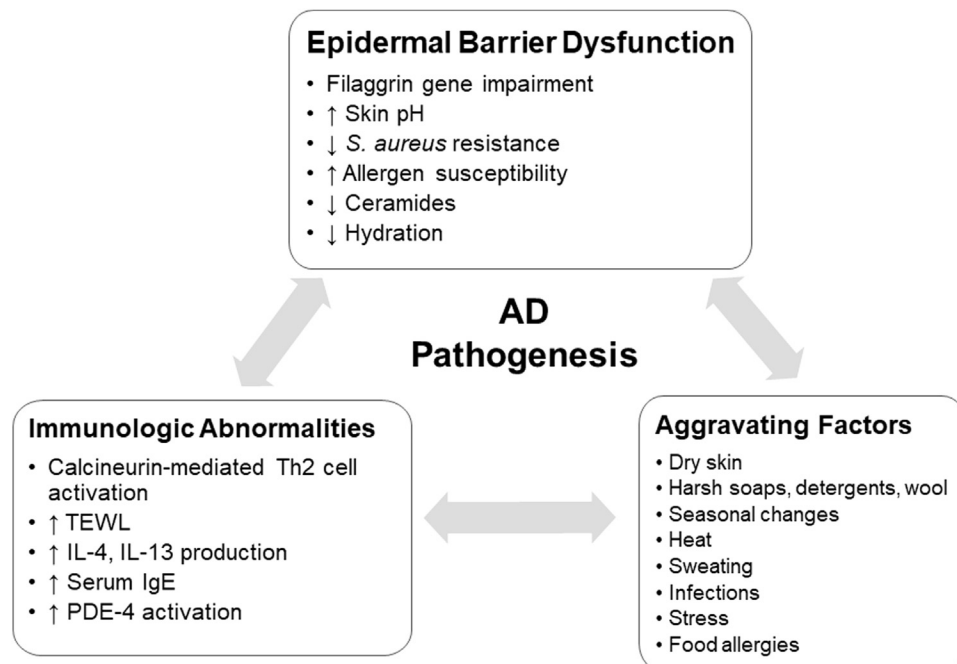 Epidermal Barrier Dysfunction
• Filaggrin gene impairment
• ↑ Skin pH
• ↓ S. aureus resistance
• ↑ Allergen susceptibility
• ↓ Ceramides
• ↓ Hydration
AD
Pathogenesis
Immunologic Abnormalities
• Calcineurin-mediated Th2 cell
activation
• ↑ TEWL
• ↑ IL-4, IL-13 production
• ↑ Serum IgE
• ↑ PDE-4 activation
Aggravating Factors
• Dry skin
• Harsh soaps, detergents, wool
• Seasonal changes
• Heat
• Sweating
• Infections
• Stress
• Food allergies